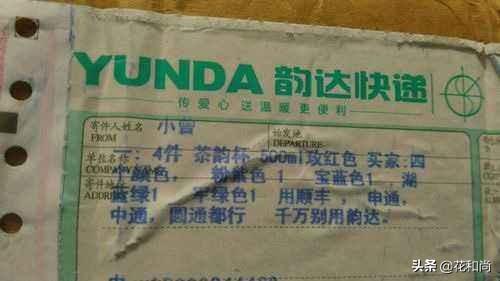 YUNDA 韵达快递
传爱心 送温暖 更便利
寄件人姓名 小曾 始发地
FROM DEPARTURE
单位名称 一: 4件 茶韵杯 500ml玫红色 买家:四
COMPANY NAME 个颜色, 粉能色1 宝蓝色1 湖
寄件地址
ADDRESS 蓝绿1 军绿色1 用顺丰, 申通,
中通, 圆通都行 千万别用韵达。
头条 @花和尚